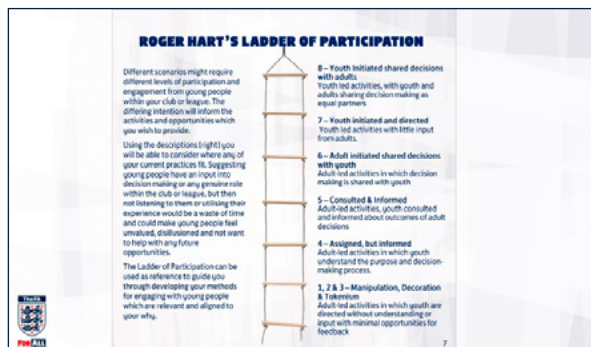 ROGER HART'S LADDER OF PARTICIPATION
Different scenarios might require
different levels of participation and
engagement from young people
within your club or league. The
differing intention will inform the
activities and opportunities which
you wish to provide.
Using the descriptions (right) you
will be able to consider where any of
your current practices fit. Suggesting
young people have an input into
decision making or any genuine role
within the club or league, but then
not listening to them or utilising their
experience would be a waste of time
and could make young people feel
unvalued, disillusioned and not want
to help with any future
opportunities.
The Ladder of Participation can be
used as reference to guide you
through developing your methods
for engaging with young people
which are relevant and aligned to
your why.
8 – Youth Initiated shared decisions
with adults
Youth led activities, with youth and
adults sharing decision making as
equal partners
7 – Youth initiated and directed
Youth led activities with little input
from adults.
6 – Adult initiated shared decisions
with youth
Adult-led activities in which decision
making is shared with youth
5 – Consulted & Informed
Adult-led activities, youth consulted
and informed about outcomes of adult
decisions
4 – Assigned, but informed
Adult-led activities in which youth
understand the purpose and decision-
making process.
1, 2 & 3 – Manipulation, Decoration
& Tokenism
Adult-led activities in which youth are
directed without understanding or
input with minimal opportunities for
feedback
TheFA
FOR ALL
7